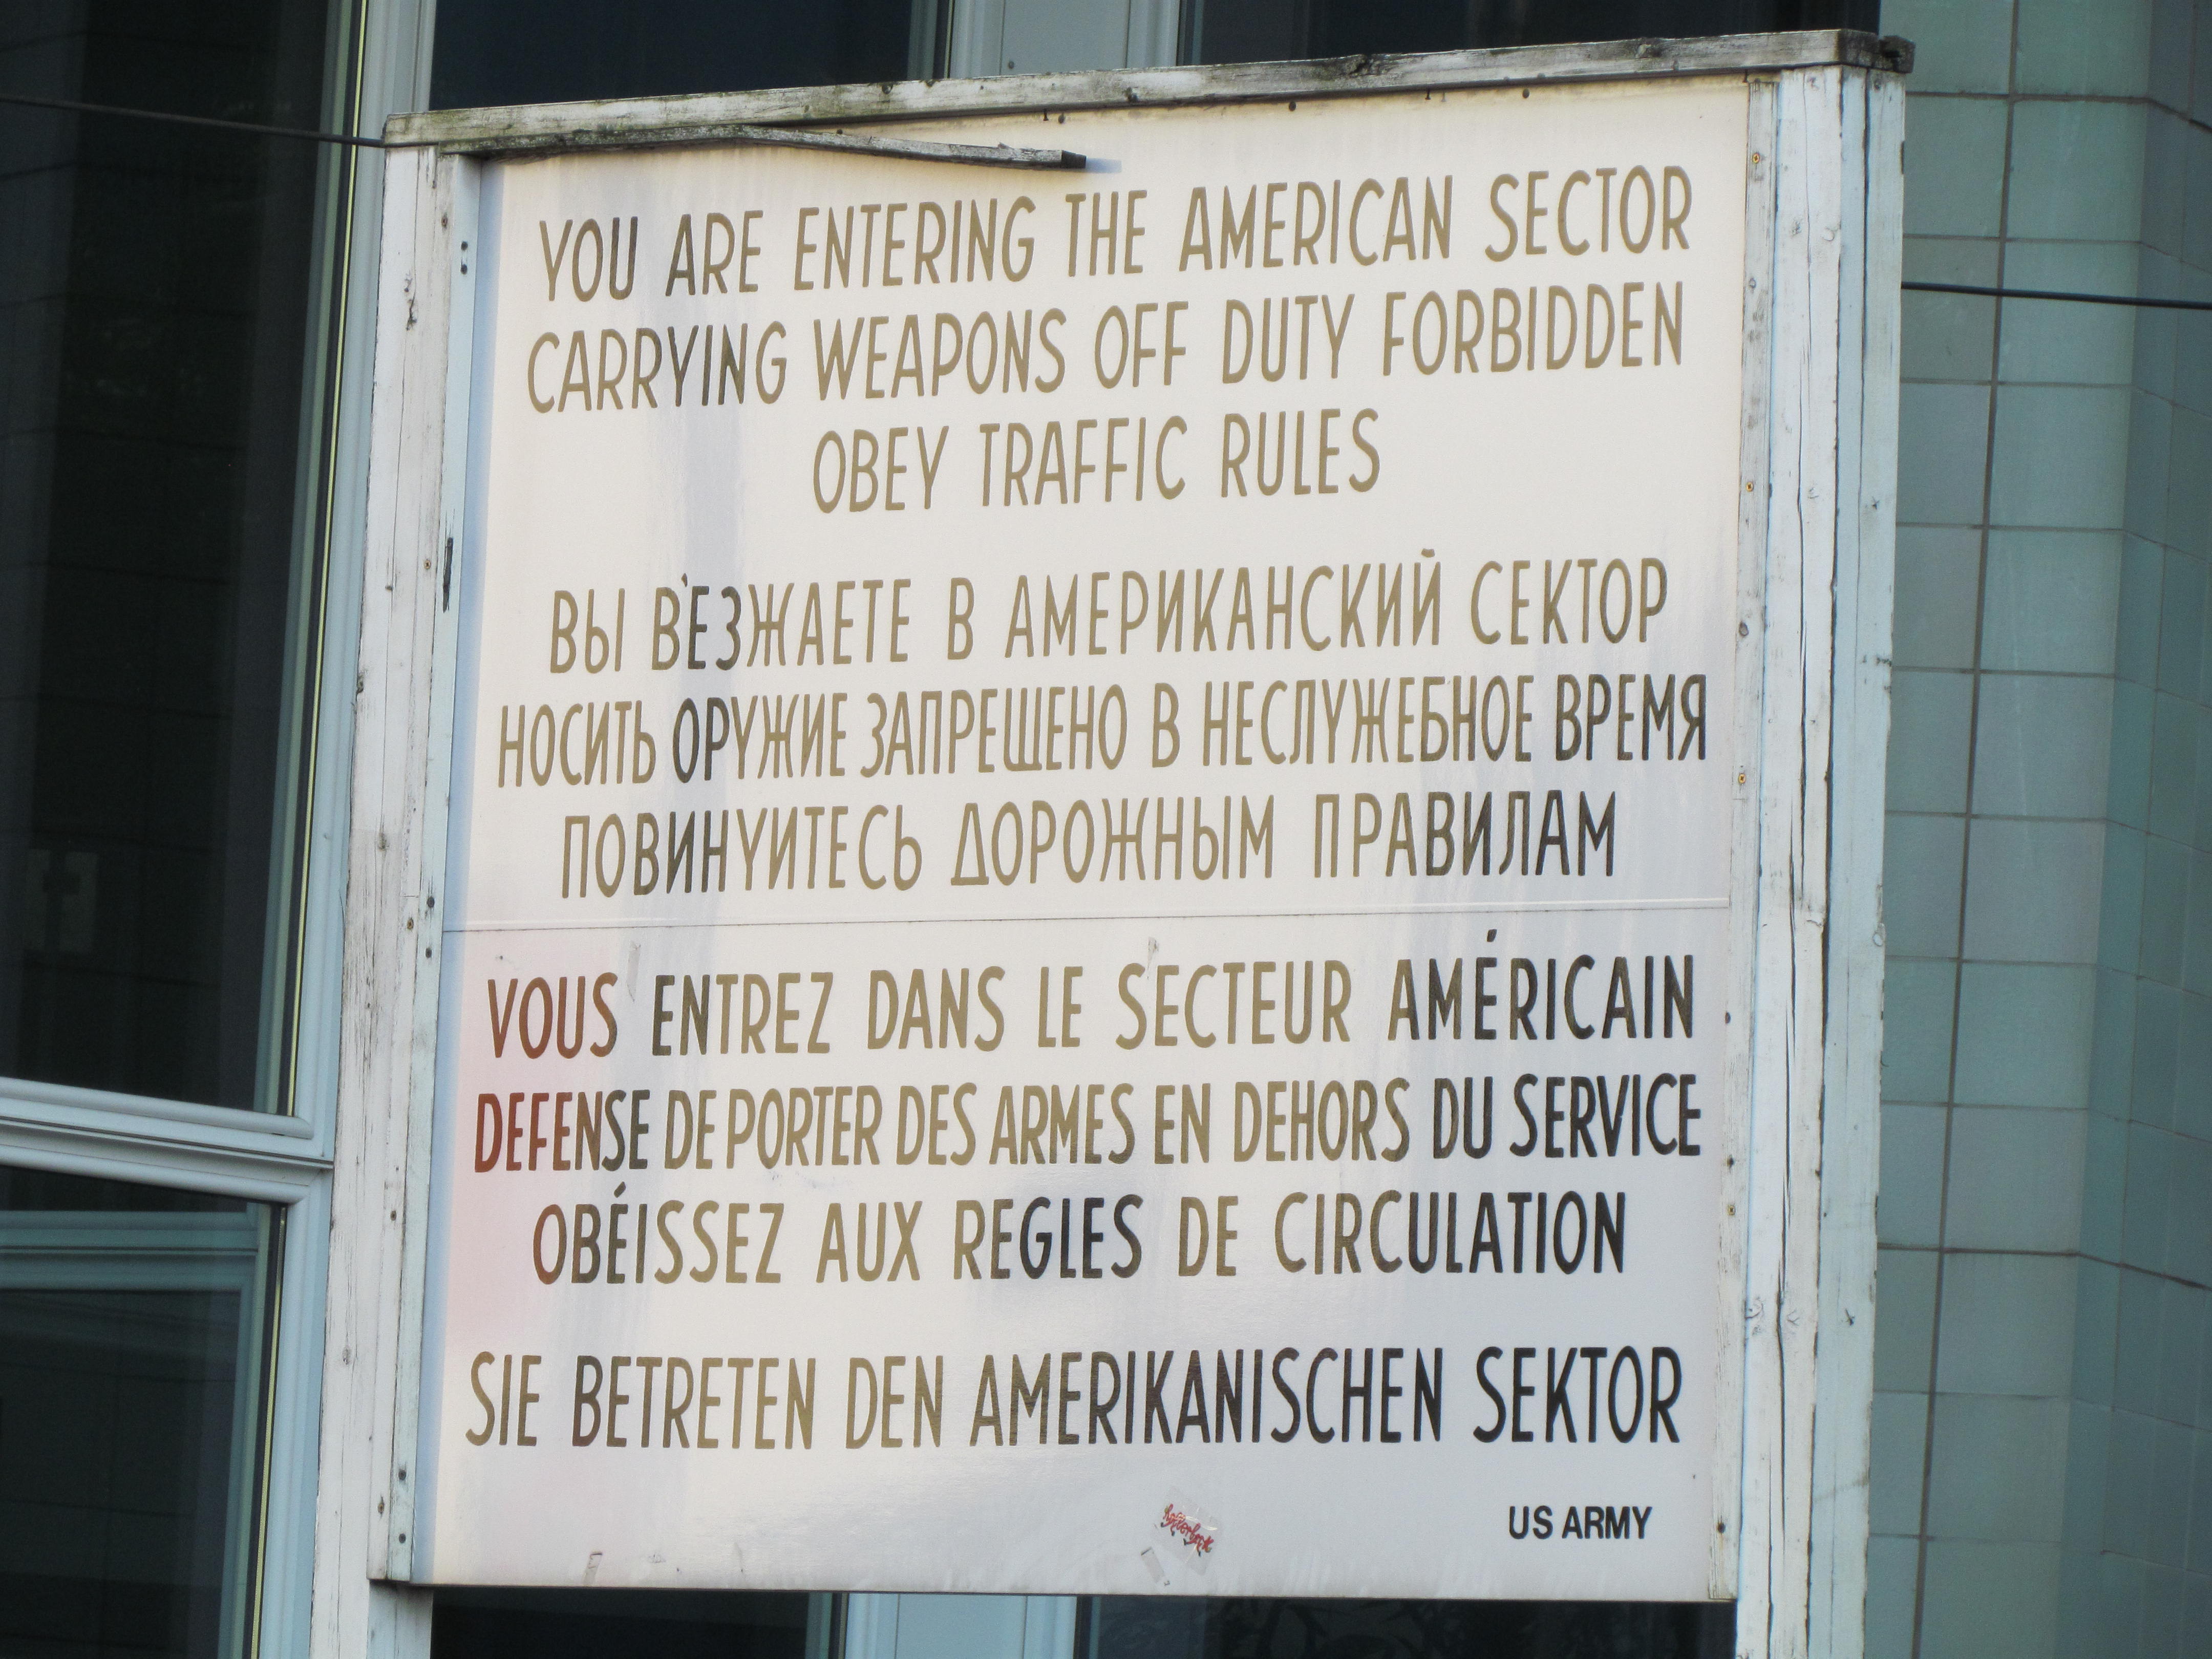 YOU ARE ENTERING THE AMERICAN SECTOR
CARRYING WEAPONS OFF DUTY FORBIDDEN
OBEY TRAFFIC RULES
ВЫ В'ЕЗЖАЕТЕ В АМЕРИКАНСКИЙ СЕКТОР
НОСИТЬ ОРУЖИЕ ЗАПРЕЩЕНО В НЕСЛУЖЕБНОЕ ВРЕМЯ
ПОВИНУИТЕСЬ ДОРОЖНЫМ ПРАВИЛАМ
VOUS ENTREZ DANS LE SECTEUR AMÉRICAIN
DEFENSE DE PORTER DES ARMES EN DEHORS DU SERVICE
OBÉISSEZ AUX REGLES DE CIRCULATION
SIE BETRETEN DEN AMERIKANISCHEN SEKTOR
US ARMY